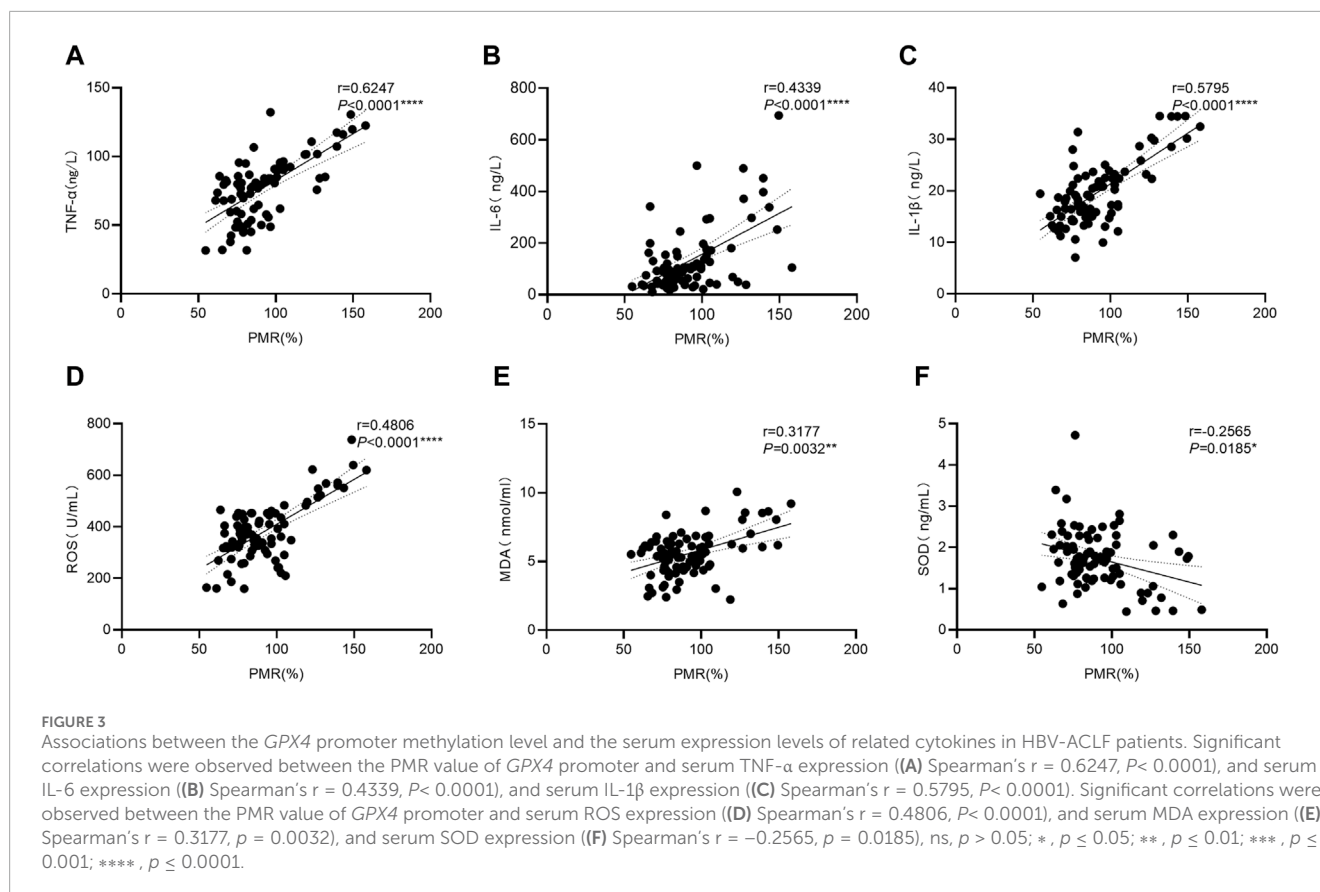 A
r=0.6247
P<0.0001****
TNF-α(ng/L)
150
100
50
0
0 50 100 150 200
PMR(%)
B
r=0.4339
P<0.0001****
IL-6( ng/L)
800
600
400
200
0
0 50 100 150 200
PMR(%)
C
r=0.5795
P<0.0001****
IL-1β( ng/L)
40
30
20
10
0
0 50 100 150 200
PMR(%)
D
r=0.4806
P<0.0001****
ROS( U/mL)
800
600
400
200
0
0 50 100 150 200
PMR(%)
E
r=0.3177
P=0.0032**
MDA( nmol/ml)
15
10
5
0
0 50 100 150 200
PMR(%)
F
r=-0.2565
P=0.0185*
SOD( ng/mL)
5
4
3
2
1
0
0 50 100 150 200
PMR(%)
FIGURE 3
Associations between the GPX4 promoter methylation level and the serum expression levels of related cytokines in HBV-ACLF patients. Significant
correlations were observed between the PMR value of GPX4 promoter and serum TNF-α expression ((A) Spearman's r = 0.6247, P< 0.0001), and serum
IL-6 expression ((B) Spearman's r = 0.4339, P< 0.0001), and serum IL-1β expression ((C) Spearman's r = 0.5795, P< 0.0001). Significant correlations were
observed between the PMR value of GPX4 promoter and serum ROS expression ((D) Spearman's r = 0.4806, P< 0.0001), and serum MDA expression ((E)
Spearman's r = 0.3177, p = 0.0032), and serum SOD expression ((F) Spearman's r = −0.2565, p = 0.0185), ns, p > 0.05; *, p ≤ 0.05; **, p ≤ 0.01; ***, p ≤
0.001; ****, p ≤ 0.0001.